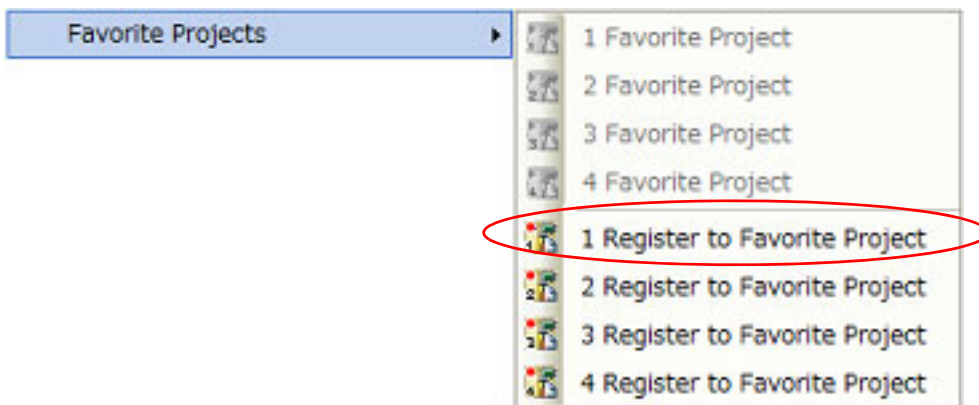 Favorite Projects
1 Favorite Project
2 Favorite Project
3 Favorite Project
4 Favorite Project
1 Register to Favorite Project
2 Register to Favorite Project
3 Register to Favorite Project
4 Register to Favorite Project